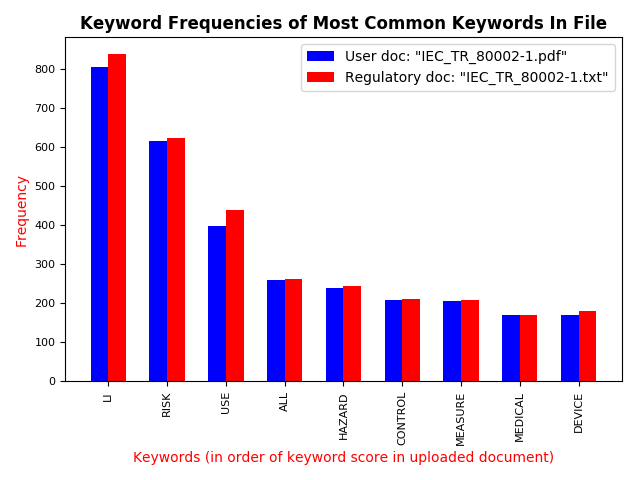 Keyword Frequencies of Most Common Keywords In File
User doc: "IEC_TR_80002-1.pdf"
Regulatory doc: "IEC_TR_80002-1.txt"
Frequency
800
700
600
500
400
300
200
100
0
LI
RISK
USE
ALL
HAZARD
CONTROL
MEASURE
MEDICAL
DEVICE
Keywords (in order of keyword score in uploaded document)